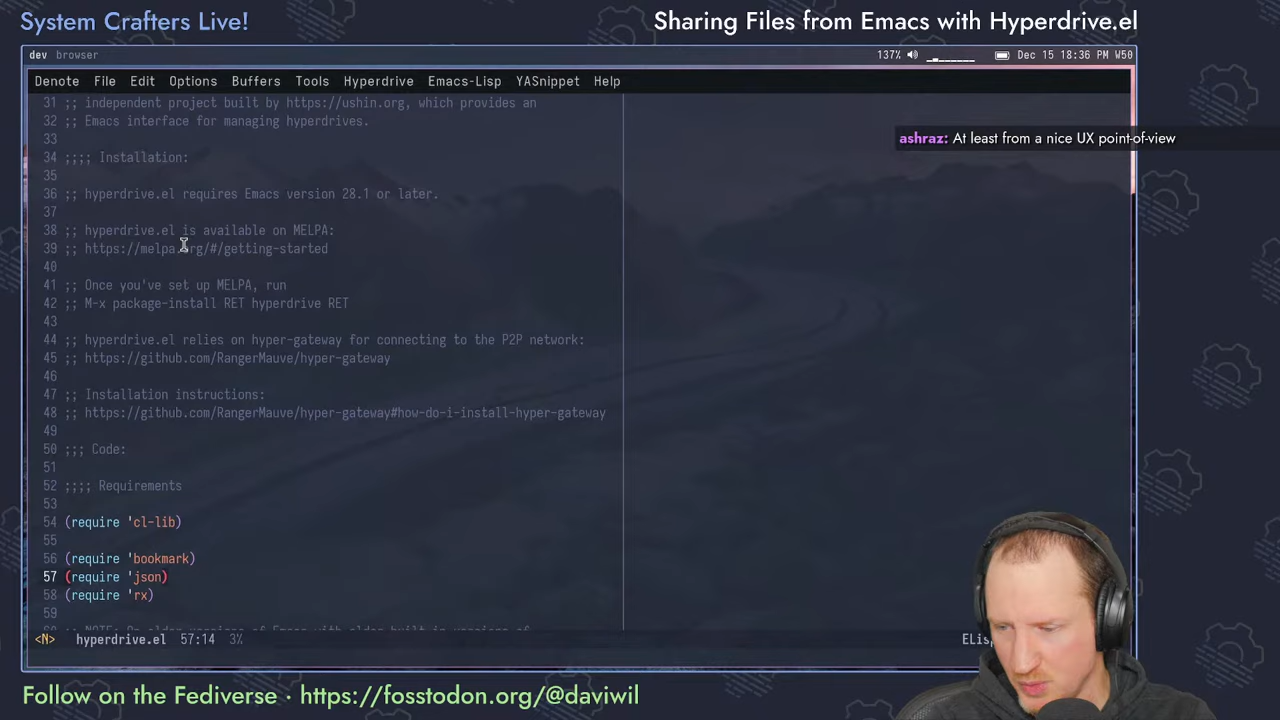 System Crafters Live!
Sharing Files from Emacs with Hyperdrive.el
dev browser
137% Dec 15 18:36 PM W50
Denote File Edit Options Buffers Tools Hyperdrive Emacs-Lisp YASnippet Help
31 ;; independent project built by https://ushin.org, which provides an
32 ;; Emacs interface for managing hyperdrives.
33
ashraz: At least from a nice UX point-of-view
34 ;;;; Installation:
35
36 ;; hyperdrive.el requires Emacs version 28.1 or later.
37
38 ;; hyperdrive.el is available on MELPA:
39 ;; https://melpa.org/#/getting-started
40
41 ;; Once you've set up MELPA, run
42 ;; M-x package-install RET hyperdrive RET
43
44 ;; hyperdrive.el relies on hyper-gateway for connecting to the P2P network:
45 ;; https://github.com/RangerMauve/hyper-gateway
46
47 ;; Installation instructions:
48 ;; https://github.com/RangerMauve/hyper-gateway#how-do-i-install-hyper-gateway
49
50 ;;; Code:
51
52 ;;;; Requirements
53
54 (require 'cl-lib)
55
56 (require 'bookmark)
57 (require 'json)
58 (require 'rx)
59
<N> hyperdrive.el 57:14 3%
Follow on the Fediverse · https://fosstodon.org/@daviwil